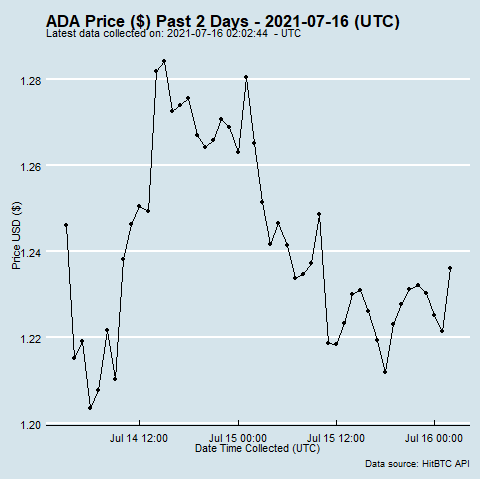 ADA Price ($) Past 2 Days - 2021-07-16 (UTC)
Latest data collected on: 2021-07-16 02:02:44 - UTC
1.28
1.26
1.24
1.22
1.20
Price USD ($)
Jul 14 12:00 Jul 15 00:00 Jul 15 12:00 Jul 16 00:00
Date Time Collected (UTC)
Data source: HitBTC API